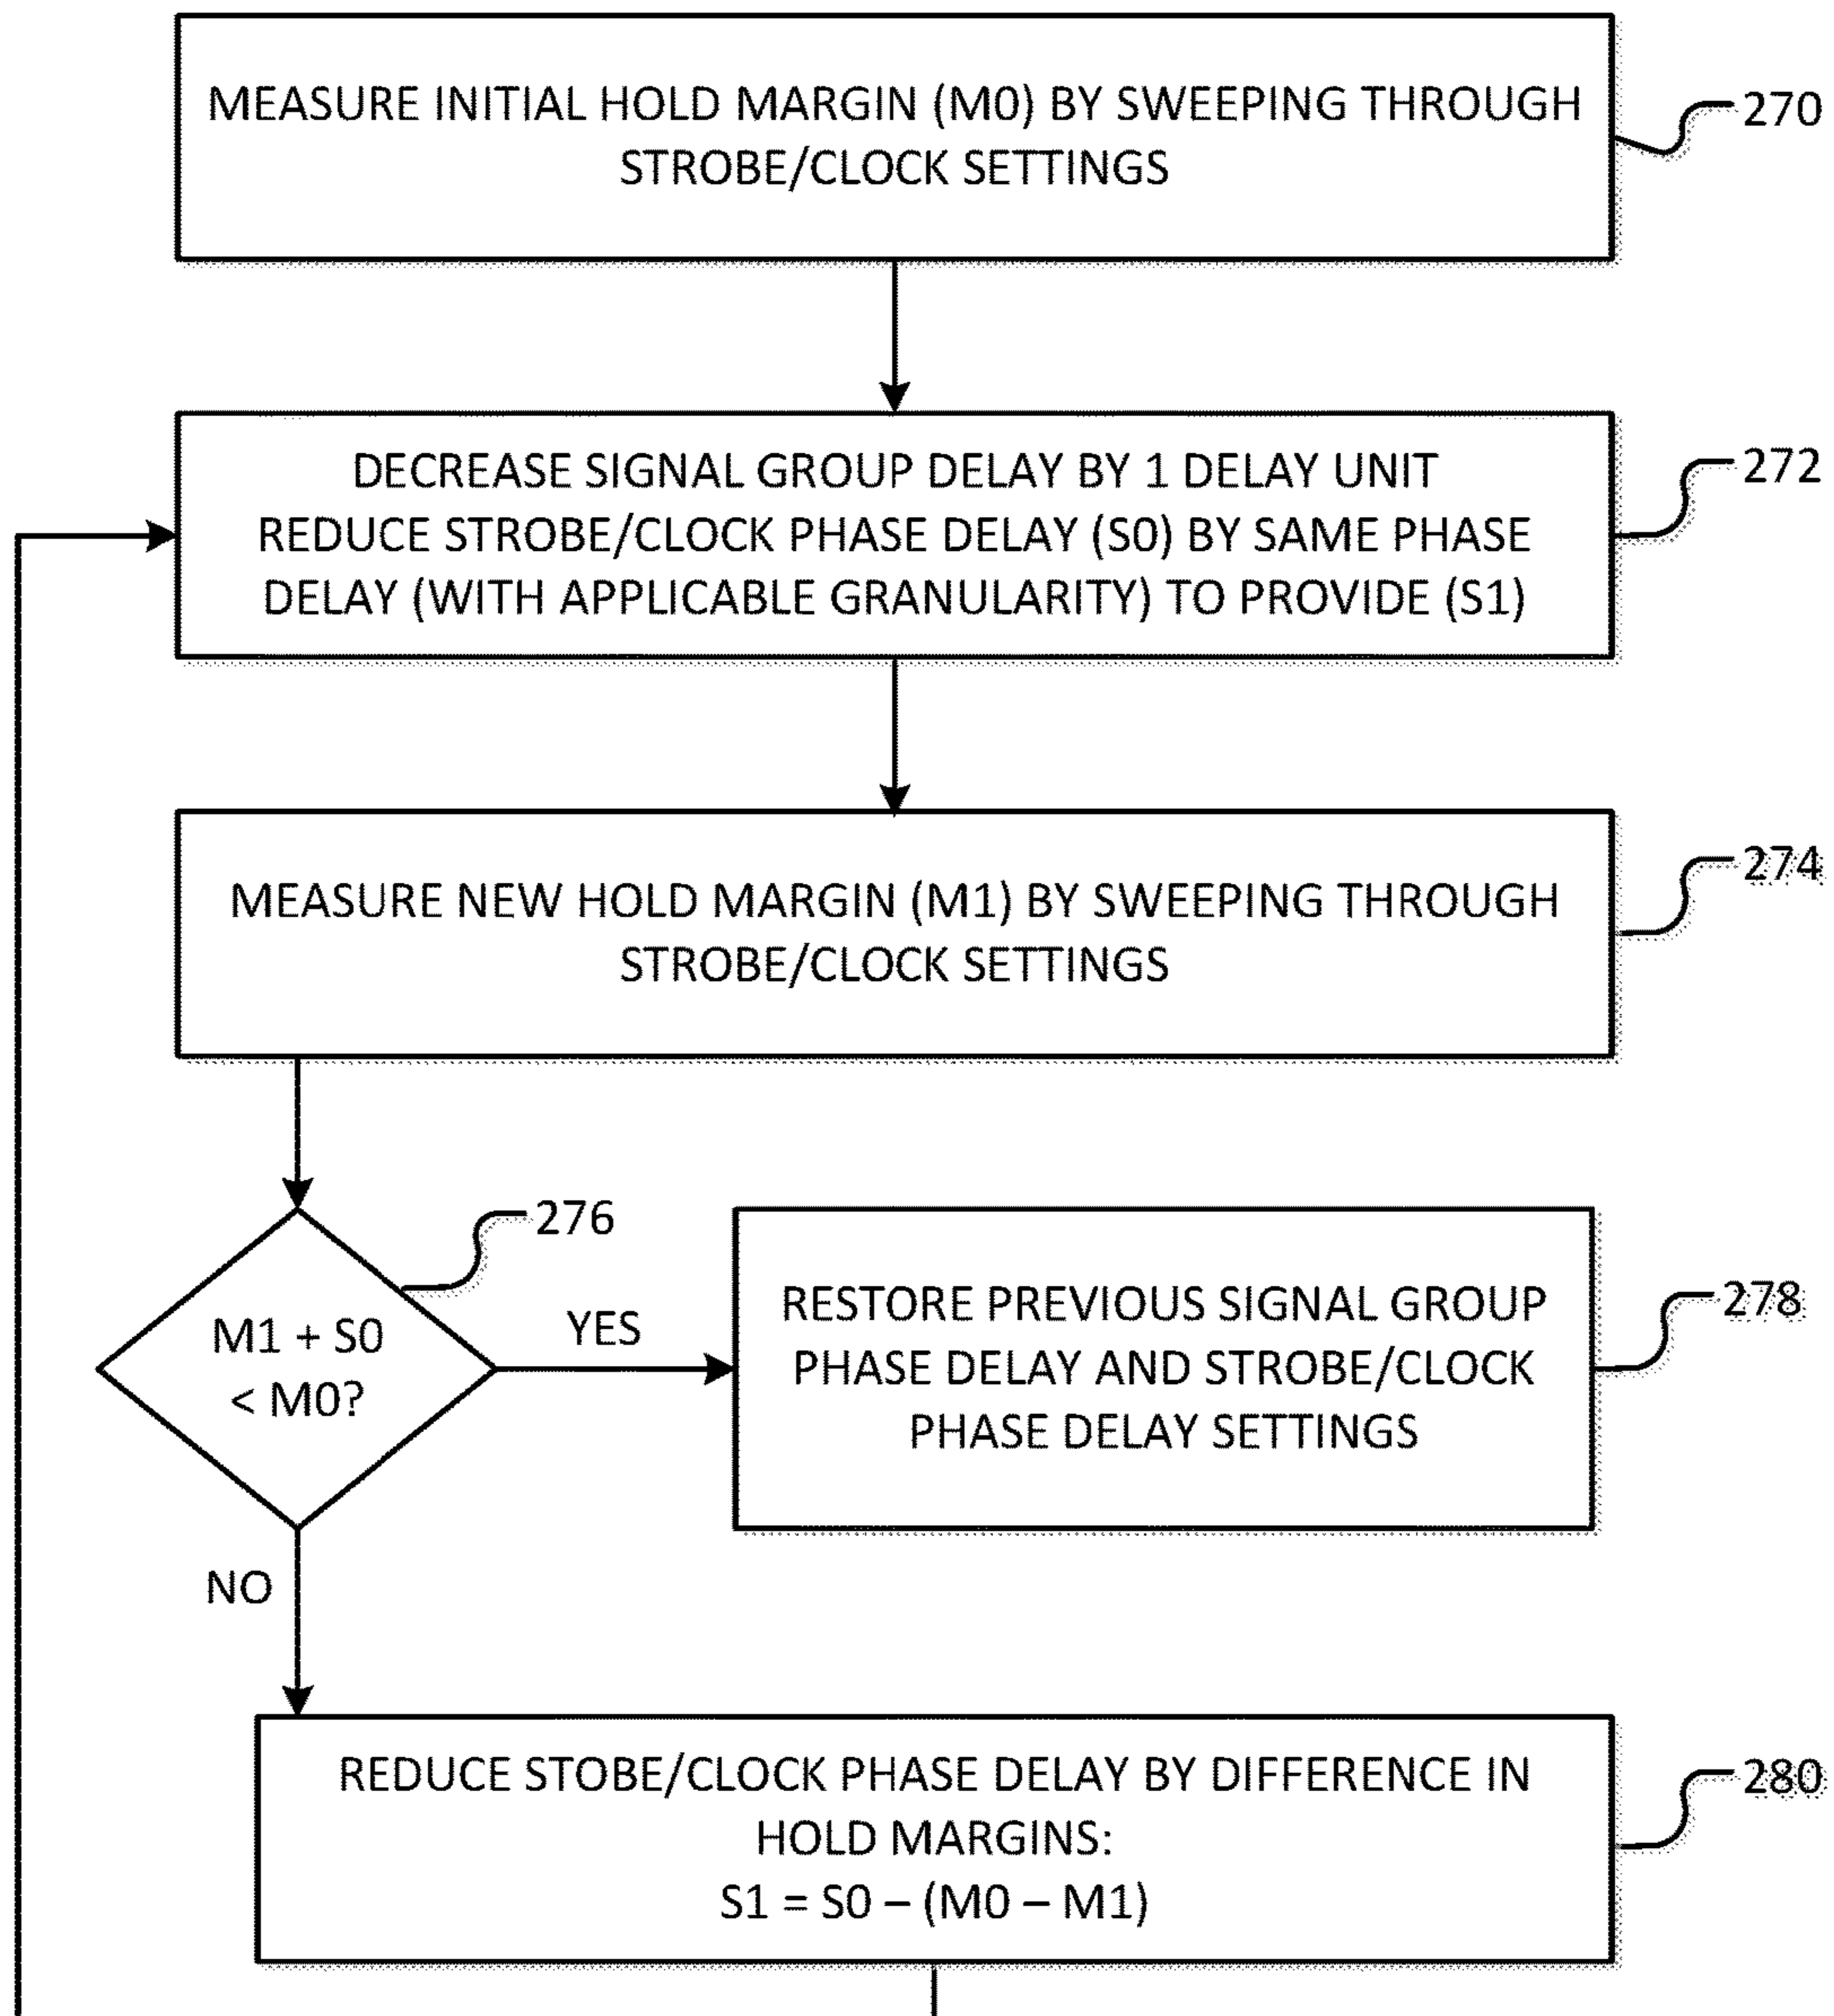 MEASURE INITIAL HOLD MARGIN (M0) BY SWEEPING THROUGH
STROBE/CLOCK SETTINGS
270
DECREASE SIGNAL GROUP DELAY BY 1 DELAY UNIT
REDUCE STROBE/CLOCK PHASE DELAY (S0) BY SAME PHASE
DELAY (WITH APPLICABLE GRANULARITY) TO PROVIDE (S1)
272
MEASURE NEW HOLD MARGIN (M1) BY SWEEPING THROUGH
STROBE/CLOCK SETTINGS
274
276
M1 + S0
< M0?
YES
RESTORE PREVIOUS SIGNAL GROUP
PHASE DELAY AND STROBE/CLOCK
PHASE DELAY SETTINGS
278
NO
REDUCE STOBE/CLOCK PHASE DELAY BY DIFFERENCE IN
HOLD MARGINS:
S1 = S0 – (M0 – M1)
280